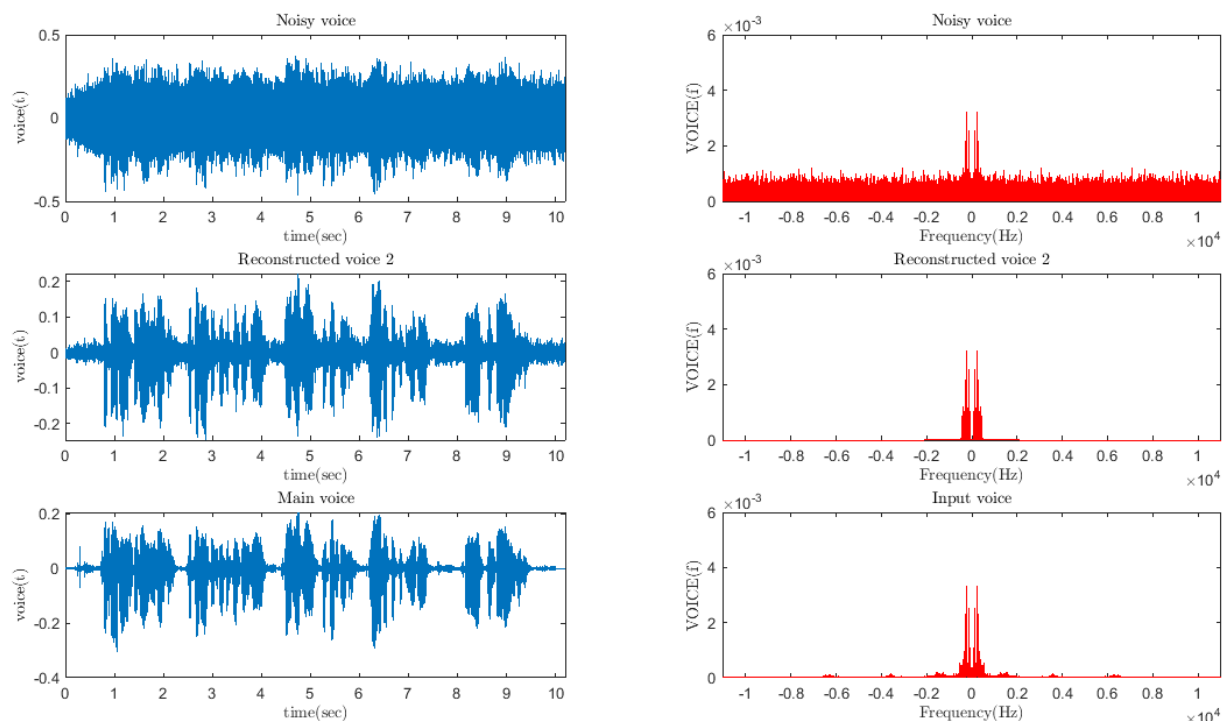 Noisy voice
0.5
0
-0.5
voice(t)
0 1 2 3 4 5 6 7 8 9 10
time(sec)
Noisy voice
×10⁻³
6
4
2
0
VOICE(f)
-1 -0.8 -0.6 -0.4 -0.2 0 0.2 0.4 0.6 0.8 1
Frequency(Hz)
×10⁴
Reconstructed voice 2
0.2
0.1
0
-0.1
-0.2
voice(t)
0 1 2 3 4 5 6 7 8 9 10
time(sec)
Reconstructed voice 2
×10⁻³
6
4
2
0
VOICE(f)
-1 -0.8 -0.6 -0.4 -0.2 0 0.2 0.4 0.6 0.8 1
Frequency(Hz)
×10⁴
Main voice
0.2
0
-0.2
-0.4
voice(t)
0 1 2 3 4 5 6 7 8 9 10
time(sec)
Input voice
×10⁻³
6
4
2
0
VOICE(f)
-1 -0.8 -0.6 -0.4 -0.2 0 0.2 0.4 0.6 0.8 1
Frequency(Hz)
×10⁴